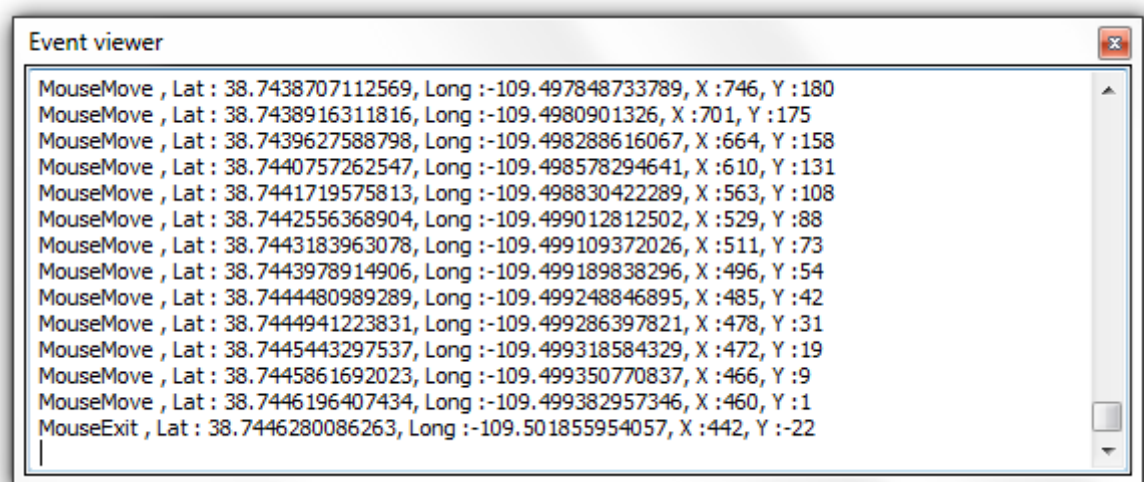 Event viewer
MouseMove , Lat : 38.7438707112569, Long :-109.497848733789, X :746, Y :180
MouseMove , Lat : 38.7438916311816, Long :-109.4980901326, X :701, Y :175
MouseMove , Lat : 38.7439627588798, Long :-109.498288616067, X :664, Y :158
MouseMove , Lat : 38.7440757262547, Long :-109.498578294641, X :610, Y :131
MouseMove , Lat : 38.7441719575813, Long :-109.498830422289, X :563, Y :108
MouseMove , Lat : 38.7442556368904, Long :-109.499012812502, X :529, Y :88
MouseMove , Lat : 38.7443183963078, Long :-109.499109372026, X :511, Y :73
MouseMove , Lat : 38.7443978914906, Long :-109.499189838296, X :496, Y :54
MouseMove , Lat : 38.7444480989289, Long :-109.499248846895, X :485, Y :42
MouseMove , Lat : 38.7444941223831, Long :-109.499286397821, X :478, Y :31
MouseMove , Lat : 38.74454443297537, Long :-109.499318584329, X :472, Y :19
MouseMove , Lat : 38.7445861692023, Long :-109.499350770837, X :466, Y :9
MouseMove , Lat : 38.7446196407434, Long :-109.499382957346, X :460, Y :1
MouseExit , Lat : 38.7446280086263, Long :-109.501855954057, X :442, Y :-22